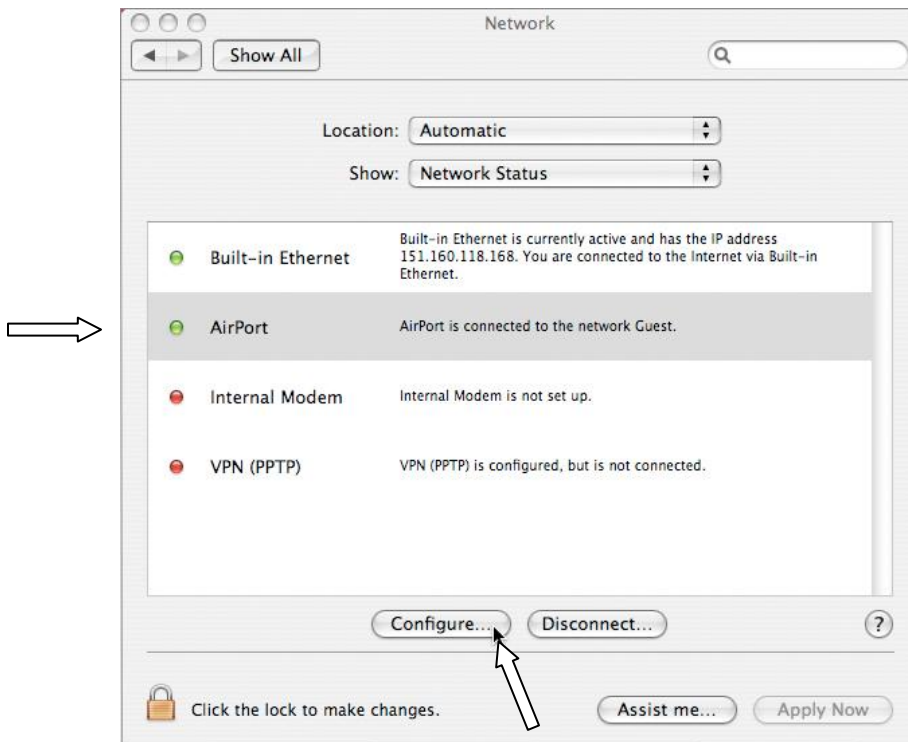 Network
Show All
Location: Automatic
Show: Network Status
Built-in Ethernet
Built-in Ethernet is currently active and has the IP address
151.160.118.168. You are connected to the Internet via Built-in
Ethernet.
AirPort
AirPort is connected to the network Guest.
Internal Modem
Internal Modem is not set up.
VPN (PPTP)
VPN (PPTP) is configured, but is not connected.
Configure...
Disconnect...
?
Click the lock to make changes.
Assist me...
Apply Now